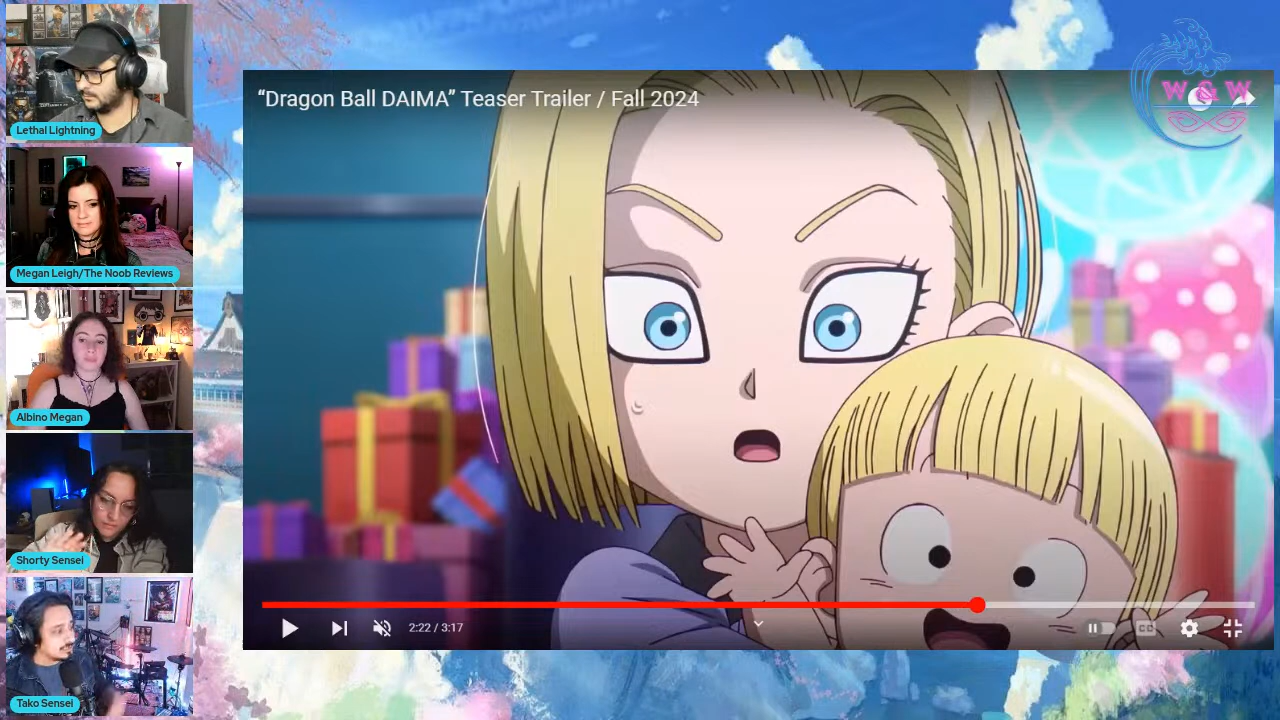 Lethal Lightning
Megan Leigh/The Noob Reviews
Albino Megan
Shorty Sensei
Tako Sensei
“Dragon Ball DAIMA” Teaser Trailer / Fall 2024
W & W
2:22 / 3:17
CC